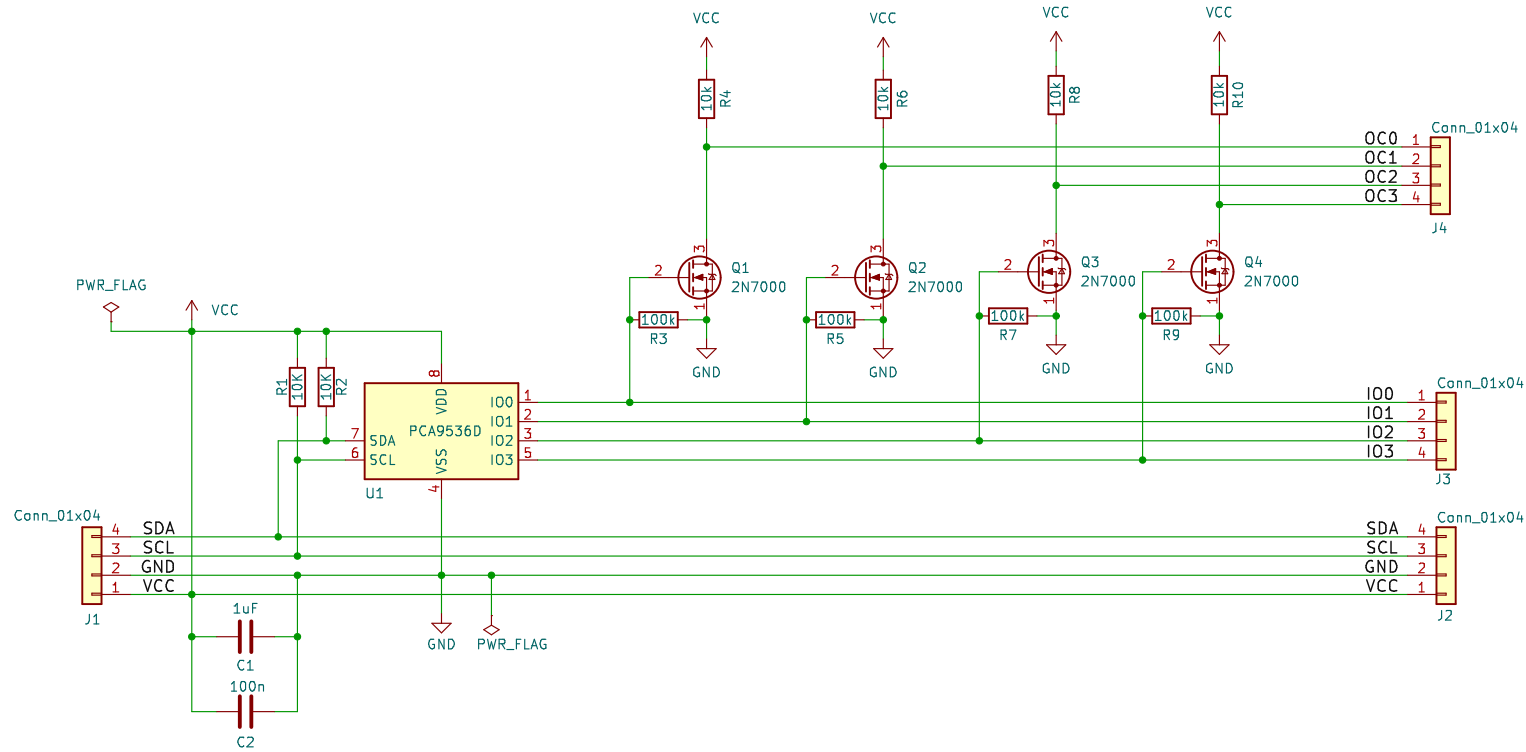 VCC VCC VCC VCC
10k R4 10k R6 10k R8 10k R10
Conn_01x04
OC0 1
OC1 2
OC2 3
OC3 4
J4
3 3 3 3
2 Q1 2 Q2 2 Q3 2 Q4
2N7000 2N7000 2N7000 2N7000
1 1 1 1
PWR_FLAG
VCC
100k 100k 100k 100k
R3 R5 R7 R9
GND GND GND GND
R1 10K 10K R2
8
VDD
PCA9536D
7 SDA
6 SCL
VSS
4
U1
IO0 1
IO1 2
IO2 3
IO3 5
Conn_01x04
IO0 1
IO1 2
IO2 3
IO3 4
J3
Conn_01x04
4 SDA
3 SCL
2 GND
1 VCC
J1
Conn_01x04
SDA 4
SCL 3
GND 2
VCC 1
J2
1uF
C1
100n
C2
GND PWR_FLAG